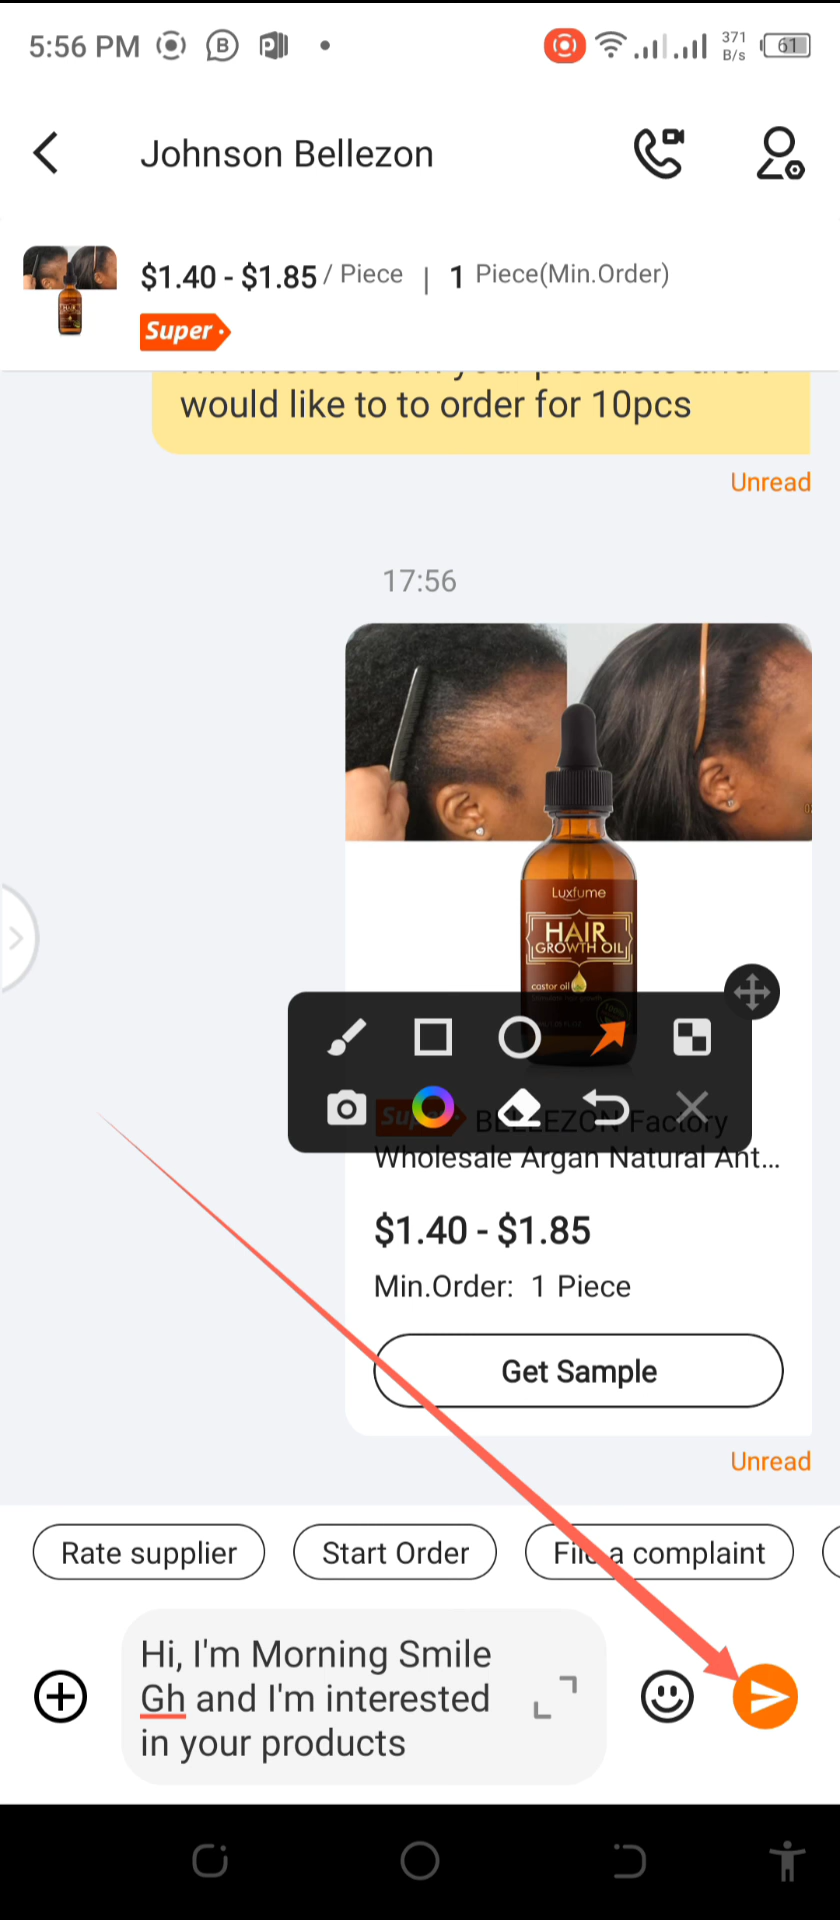 5:56 PM
371
B/s
61
Johnson Bellezon
$1.40 - $1.85 / Piece | 1 Piece(Min.Order)
Super
would like to to order for 10pcs
Unread
17:56
Luxfume
HAIR
GROWTH OIL
castor oil
BELLEZON Factory
Wholesale Argan Natural Ant...
$1.40 - $1.85
Min.Order: 1 Piece
Get Sample
Unread
Rate supplier
Start Order
File a complaint
Hi, I'm Morning Smile
Gh and I'm interested
in your products